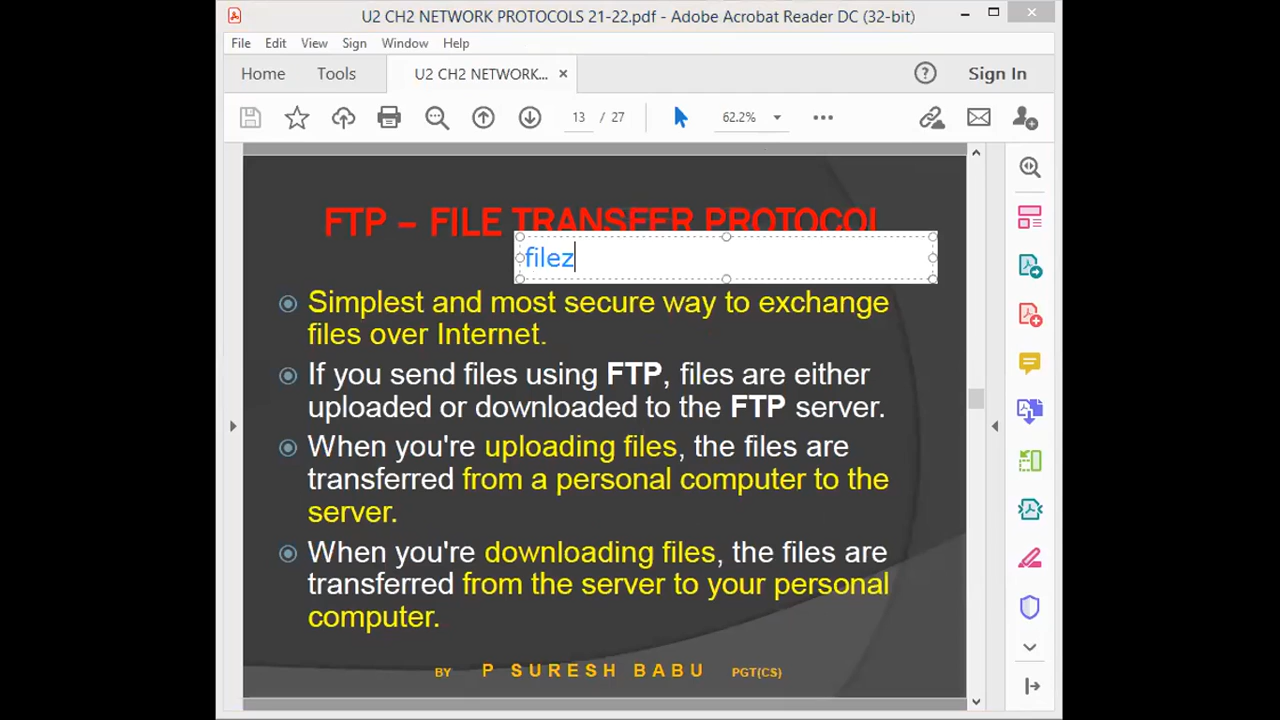 U2 CH2 NETWORK PROTOCOLS 21-22.pdf - Adobe Acrobat Reader DC (32-bit)
File Edit View Sign Window Help
Home Tools U2 CH2 NETWORK... Sign In
13 / 27 62.2%
FTP – FILE TRANSFER PROTOCOL
filez
Simplest and most secure way to exchange
files over Internet.
If you send files using FTP, files are either
uploaded or downloaded to the FTP server.
When you're uploading files, the files are
transferred from a personal computer to the
server.
When you're downloading files, the files are
transferred from the server to your personal
computer.
BY P SURESH BABU PGT(CS)